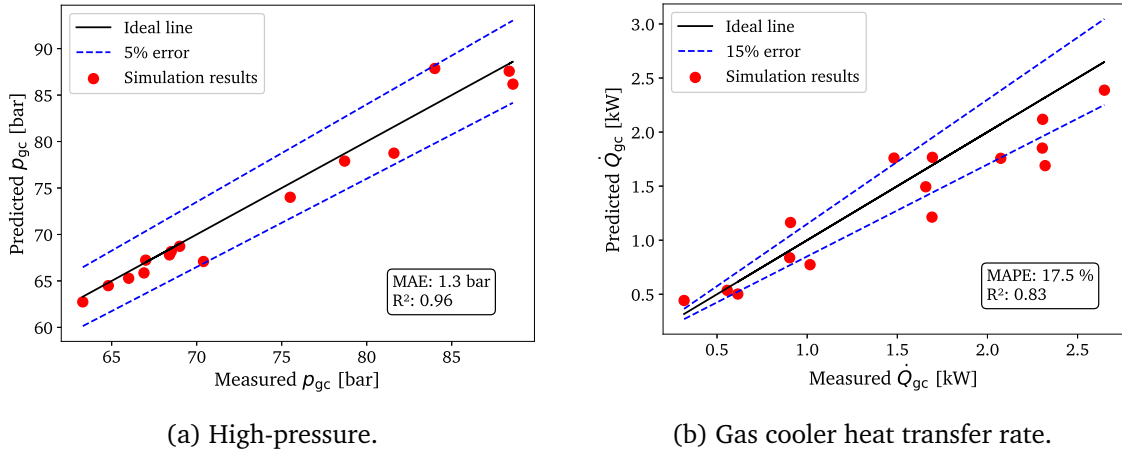 Ideal line
5% error
Simulation results
90
85
80
75
70
65
60
Predicted p_gc [bar]
MAE: 1.3 bar
R²: 0.96
65 70 75 80 85
Measured p_gc [bar]
(a) High-pressure.
Ideal line
15% error
Simulation results
3.0
2.5
2.0
1.5
1.0
0.5
Predicted Q̇_gc [kW]
MAPE: 17.5 %
R²: 0.83
0.5 1.0 1.5 2.0 2.5
Measured Q̇_gc [kW]
(b) Gas cooler heat transfer rate.